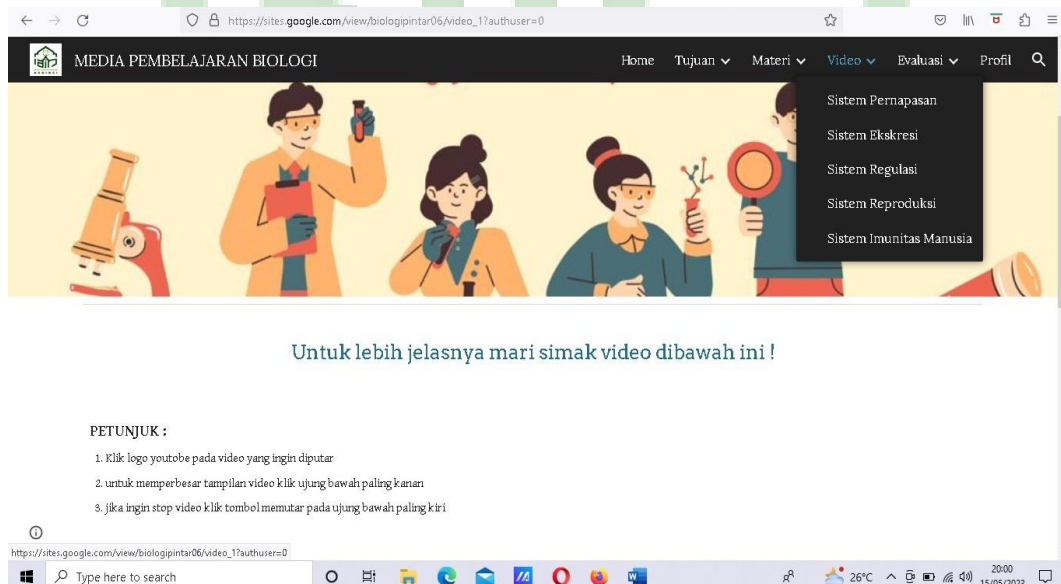 https://sites.google.com/view/biologipintar06/video_1?authuser=0
MEDIA PEMBELAJARAN BIOLOGI
Home Tujuan Materi Video Evaluasi Profil
Sistem Pernapasan
Sistem Ekskresi
Sistem Regulasi
Sistem Reproduksi
Sistem Imunitas Manusia
Untuk lebih jelasnya mari simak video dibawah ini !
PETUNJUK :
1. Klik logo youtobe pada video yang ingin diputar
2. untuk memperbesar tampilan video klik ujung bawah paling kanan
3. jika ingin stop video klik tombol memutar pada ujung bawah paling kiri
https://sites.google.com/view/biologipintar06/video_1?authuser=0
Type here to search
26°C
20:00
15/05/2023